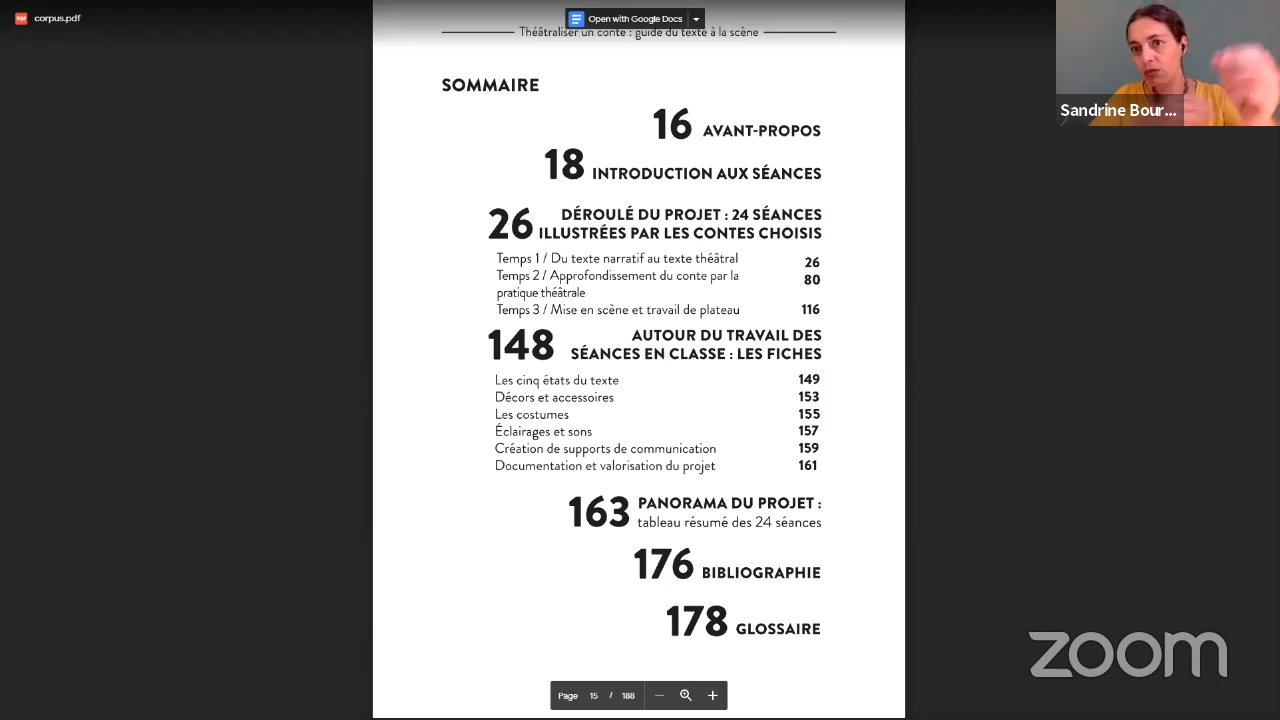 corpus.pdf
Open with Google Docs
Théâtraliser un conte : guide du texte à la scène
Sandrine Bour...
SOMMAIRE
16 AVANT-PROPOS
18 INTRODUCTION AUX SÉANCES
26 DÉROULÉ DU PROJET : 24 SÉANCES
ILLUSTRÉES PAR LES CONTES CHOISIS
Temps 1 / Du texte narratif au texte théâtral 26
Temps 2 / Approfondissement du conte par la 80
pratique théâtrale
Temps 3 / Mise en scène et travail de plateau 116
148 AUTOUR DU TRAVAIL DES
SÉANCES EN CLASSE : LES FICHES
Les cinq états du texte 149
Décors et accessoires 153
Les costumes 155
Éclairages et sons 157
Création de supports de communication 159
Documentation et valorisation du projet 161
163 PANORAMA DU PROJET :
tableau résumé des 24 séances
176 BIBLIOGRAPHIE
178 GLOSSAIRE
zoom
Page 15 / 188